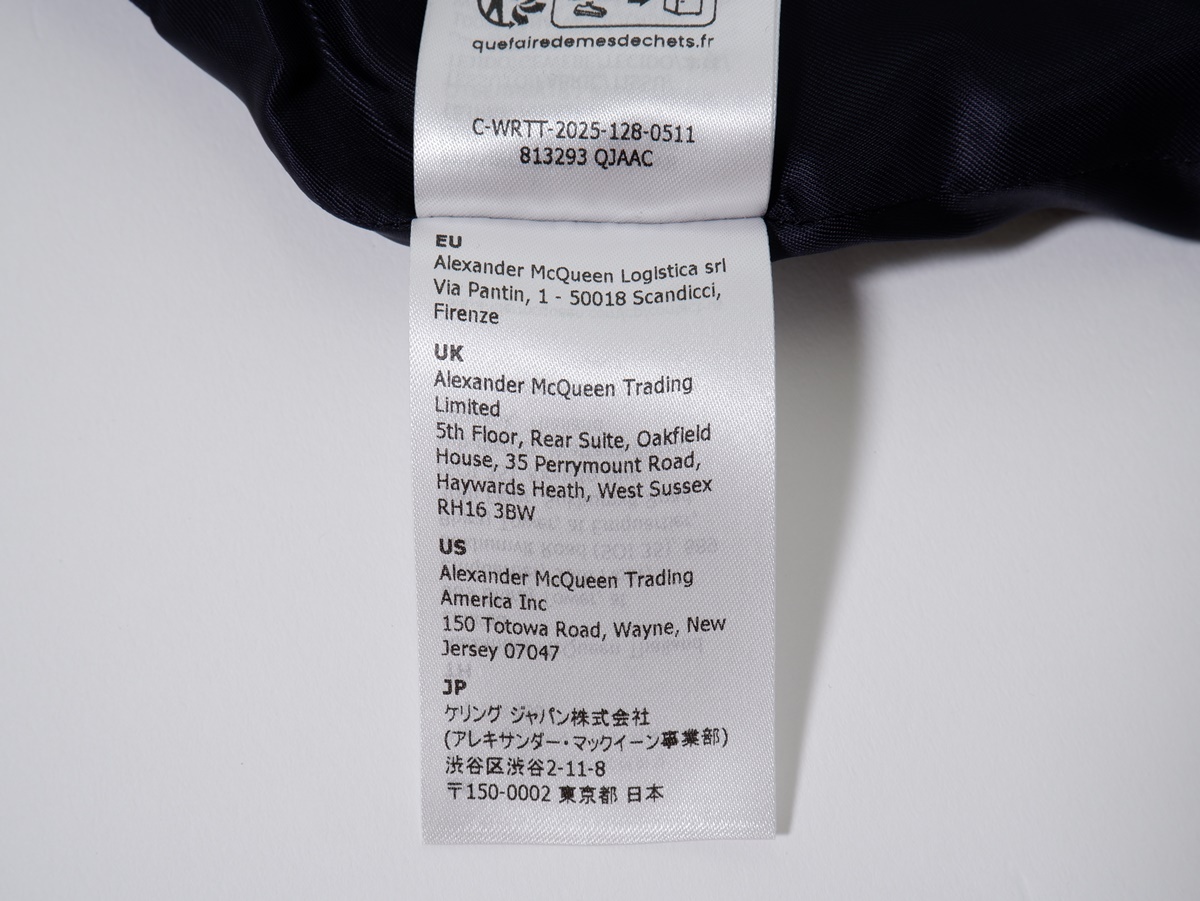 quefairedemesdechets.fr
C-WRTT-2025-128-0511
813293 QJAAC
EU
Alexander McQueen Logistica srl
Via Pantin, 1 - 50018 Scandicci,
Firenze
UK
Alexander McQueen Trading
Limited
5th Floor, Rear Suite, Oakfield
House, 35 Perrymount Road,
Haywards Heath, West Sussex
RH16 3BW
US
Alexander McQueen Trading
America Inc
150 Totowa Road, Wayne, New
Jersey 07047
JP
ケリング ジャパン株式会社
(アレキサンダー・マックイーン事業部)
渋谷区渋谷2-11-8
〒150-0002 東京都 日本